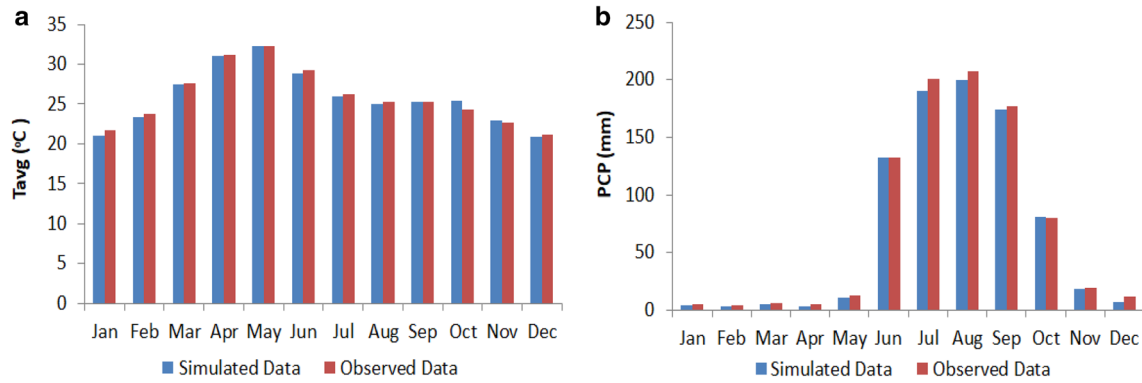 a
Tavg (°C)
35
30
25
20
15
10
5
0
Jan Feb Mar Apr May Jun Jul Aug Sep Oct Nov Dec
Simulated Data Observed Data
b
PCP (mm)
250
200
150
100
50
0
Jan Feb Mar Apr May Jun Jul Aug Sep Oct Nov Dec
Simulated Data Observed Data